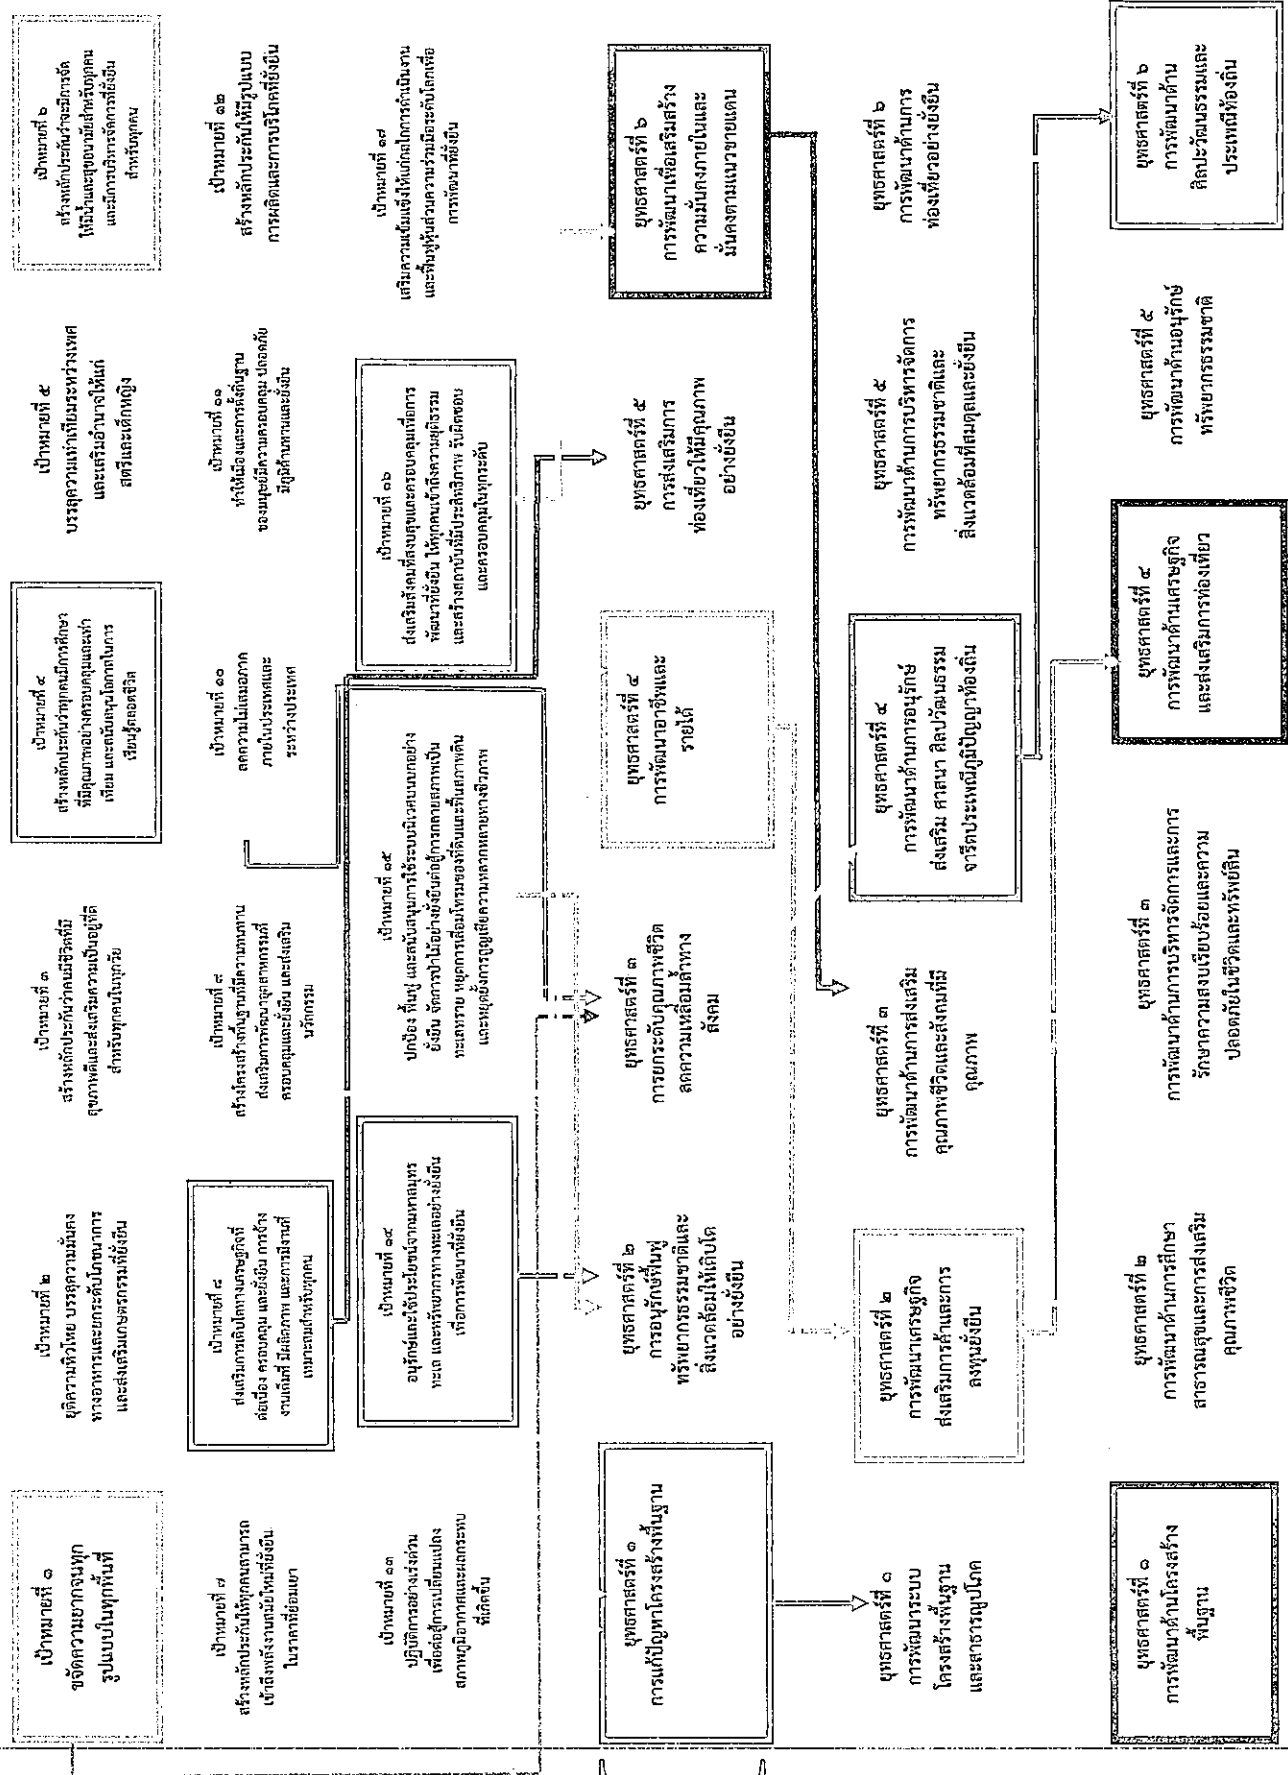 เป้าหมายที่ ๑
ขจัดความยากจนทุก
รูปแบบในทุกพื้นที่
เป้าหมายที่ ๒
ยุติความหิวโหย บรรลุความมั่นคง
ทางอาหารและยกระดับโภชนาการ
และส่งเสริมเกษตรกรรมที่ยั่งยืน
เป้าหมายที่ ๓
สร้างหลักประกันว่าคนมีชีวิตที่มี
สุขภาพดีและส่งเสริมความเป็นอยู่ที่ดี
สำหรับทุกคนในทุกวัย
เป้าหมายที่ ๔
สร้างหลักประกันว่าทุกคนมีการศึกษา
ที่มีคุณภาพอย่างครอบคลุมและเท่า
เทียม และสนับสนุนโอกาสในการ
เรียนรู้ตลอดชีวิต
เป้าหมายที่ ๕
บรรลุความเท่าเทียมระหว่างเพศ
และเสริมอำนาจให้แก่
สตรีและเด็กหญิง
เป้าหมายที่ ๖
สร้างหลักประกันว่าจะมีการจัด
ให้มีน้ำและสุขอนามัยสำหรับทุกคน
และมีการบริหารจัดการที่ยั่งยืน
สำหรับทุกคน
เป้าหมายที่ ๗
สร้างหลักประกันให้ทุกคนสามารถ
เข้าถึงพลังงานสมัยใหม่ที่ยั่งยืน
ในราคาที่ย่อมเยา
เป้าหมายที่ ๘
ส่งเสริมการเติบโตทางเศรษฐกิจที่
ต่อเนื่อง ครอบคลุม และยั่งยืน การจ้าง
งานเต็มที่ มีผลิตภาพ และการมีงานที่
เหมาะสมสำหรับทุกคน
เป้าหมายที่ ๙
สร้างโครงสร้างพื้นฐานที่มีความทนทาน
ส่งเสริมการพัฒนาอุตสาหกรรมที่
ครอบคลุมและยั่งยืน และส่งเสริม
นวัตกรรม
เป้าหมายที่ ๑๐
ลดความไม่เสมอภาค
ภายในประเทศและ
ระหว่างประเทศ
เป้าหมายที่ ๑๑
ทำให้เมืองและการตั้งถิ่นฐาน
ของมนุษย์มีความครอบคลุม ปลอดภัย
มีภูมิต้านทานและยั่งยืน
เป้าหมายที่ ๑๒
สร้างหลักประกันให้มีรูปแบบ
การผลิตและการบริโภคที่ยั่งยืน
เป้าหมายที่ ๑๓
ปฏิบัติการอย่างเร่งด่วน
เพื่อต่อสู้การเปลี่ยนแปลง
สภาพภูมิอากาศและผลกระทบ
ที่เกิดขึ้น
เป้าหมายที่ ๑๔
อนุรักษ์และใช้ประโยชน์จากมหาสมุทร
ทะเล และทรัพยากรทางทะเลอย่างยั่งยืน
เพื่อการพัฒนาที่ยั่งยืน
เป้าหมายที่ ๑๕
ปกป้อง ฟื้นฟู และสนับสนุนการใช้ระบบนิเวศบนบกอย่าง
ยั่งยืน จัดการป่าไม้อย่างยั่งยืนต่อสู้การกลายสภาพเป็น
ทะเลทราย หยุดการเสื่อมโทรมของที่ดินและฟื้นสภาพดิน
และหยุดยั้งการสูญเสียความหลากหลายทางชีวภาพ
เป้าหมายที่ ๑๖
ส่งเสริมสังคมที่สงบสุขและครอบคลุมเพื่อการ
พัฒนาที่ยั่งยืน ให้ทุกคนเข้าถึงความยุติธรรม
และสร้างสถาบันที่มีประสิทธิภาพ รับผิดชอบ
และครอบคลุมในทุกระดับ
เป้าหมายที่ ๑๗
เสริมความเข้มแข็งให้แก่กลไกการดำเนินงาน
และฟื้นฟูหุ้นส่วนความร่วมมือระดับโลกเพื่อ
การพัฒนาที่ยั่งยืน
ยุทธศาสตร์ที่ ๑
การแก้ปัญหาโครงสร้างพื้นฐาน
ยุทธศาสตร์ที่ ๒
การอนุรักษ์ฟื้นฟู
ทรัพยากรธรรมชาติและ
สิ่งแวดล้อมให้เติบโต
อย่างยั่งยืน
ยุทธศาสตร์ที่ ๓
การยกระดับคุณภาพชีวิต
ลดความเหลื่อมล้ำทาง
สังคม
ยุทธศาสตร์ที่ ๔
การพัฒนาอาชีพและ
รายได้
ยุทธศาสตร์ที่ ๕
การส่งเสริมการ
ท่องเที่ยวให้มีคุณภาพ
อย่างยั่งยืน
ยุทธศาสตร์ที่ ๖
การพัฒนาเพื่อเสริมสร้าง
ความมั่นคงภายในและ
มั่นคงตามแนวชายแดน
ยุทธศาสตร์ที่ ๑
การพัฒนาระบบ
โครงสร้างพื้นฐาน
และสาธารณูปโภค
ยุทธศาสตร์ที่ ๒
การพัฒนาเศรษฐกิจ
ส่งเสริมการค้าและการ
ลงทุนยั่งยืน
ยุทธศาสตร์ที่ ๓
การพัฒนาด้านการส่งเสริม
คุณภาพชีวิตและสังคมที่มี
คุณภาพ
ยุทธศาสตร์ที่ ๔
การพัฒนาด้านการอนุรักษ์
ส่งเสริม ศาสนา ศิลปวัฒนธรรม
จารีตประเพณีภูมิปัญญาท้องถิ่น
ยุทธศาสตร์ที่ ๕
การพัฒนาด้านการบริหารจัดการ
ทรัพยากรธรรมชาติและ
สิ่งแวดล้อมที่สมดุลและยั่งยืน
ยุทธศาสตร์ที่ ๖
การพัฒนาด้านการ
ท่องเที่ยวอย่างยั่งยืน
ยุทธศาสตร์ที่ ๑
การพัฒนาด้านโครงสร้าง
พื้นฐาน
ยุทธศาสตร์ที่ ๒
การพัฒนาด้านการศึกษา
สาธารณสุขและการส่งเสริม
คุณภาพชีวิต
ยุทธศาสตร์ที่ ๓
การพัฒนาด้านการบริหารจัดการและการ
รักษาความสงบเรียบร้อยและความ
ปลอดภัยในชีวิตและทรัพย์สิน
ยุทธศาสตร์ที่ ๔
การพัฒนาด้านเศรษฐกิจ
และส่งเสริมการท่องเที่ยว
ยุทธศาสตร์ที่ ๕
การพัฒนาด้านอนุรักษ์
ทรัพยากรธรรมชาติ
ยุทธศาสตร์ที่ ๖
การพัฒนาด้าน
ศิลปะวัฒนธรรมและ
ประเพณีท้องถิ่น